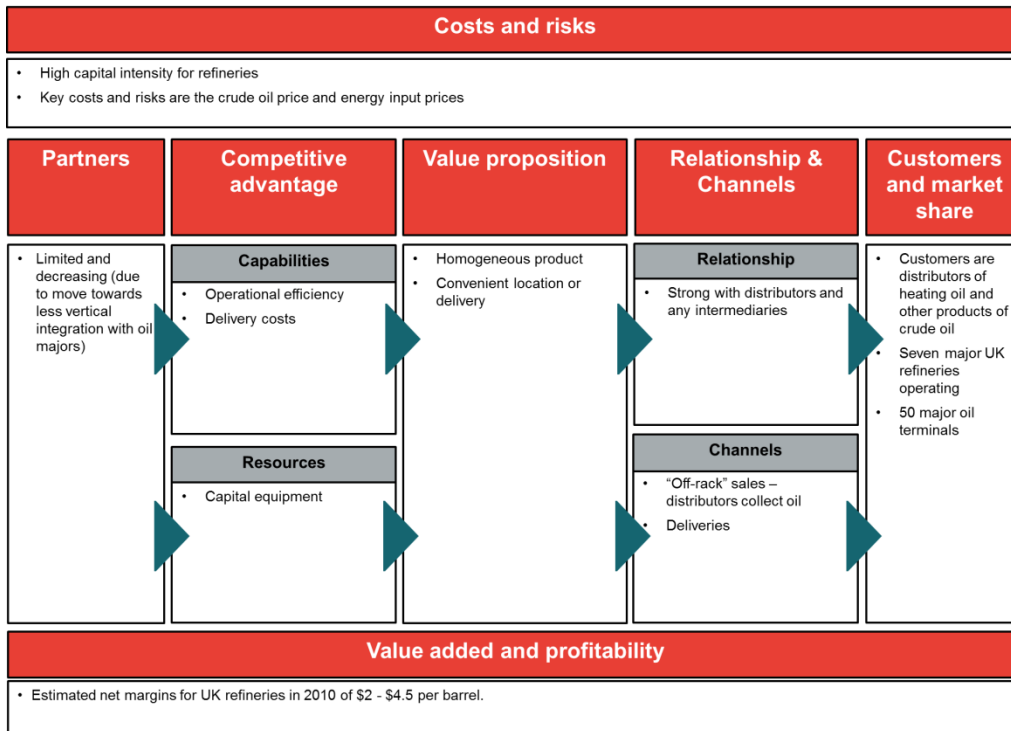 Costs and risks
• High capital intensity for refineries
• Key costs and risks are the crude oil price and energy input prices
Partners
• Limited and
decreasing (due
to move towards
less vertical
integration with oil
majors)
Competitive
advantage
Capabilities
• Operational efficiency
• Delivery costs
Resources
• Capital equipment
Value proposition
• Homogeneous product
• Convenient location or
delivery
Relationship &
Channels
Relationship
• Strong with distributors and
any intermediaries
Channels
• “Off-rack” sales –
distributors collect oil
• Deliveries
Customers
and market
share
• Customers are
distributors of
heating oil and
other products of
crude oil
• Seven major UK
refineries
operating
• 50 major oil
terminals
Value added and profitability
• Estimated net margins for UK refineries in 2010 of $2 - $4.5 per barrel.